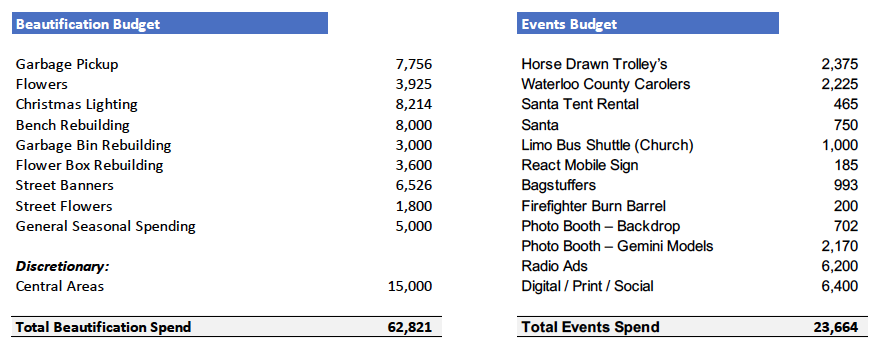 Beautification Budget
Garbage Pickup 7,756
Flowers 3,925
Christmas Lighting 8,214
Bench Rebuilding 8,000
Garbage Bin Rebuilding 3,000
Flower Box Rebuilding 3,600
Street Banners 6,526
Street Flowers 1,800
General Seasonal Spending 5,000
Discretionary:
Central Areas 15,000
Total Beautification Spend 62,821
Events Budget
Horse Drawn Trolley's 2,375
Waterloo County Carolers 2,225
Santa Tent Rental 465
Santa 750
Limo Bus Shuttle (Church) 1,000
React Mobile Sign 185
Bagstuffers 993
Firefighter Burn Barrel 200
Photo Booth – Backdrop 702
Photo Booth – Gemini Models 2,170
Radio Ads 6,200
Digital / Print / Social 6,400
Total Events Spend 23,664